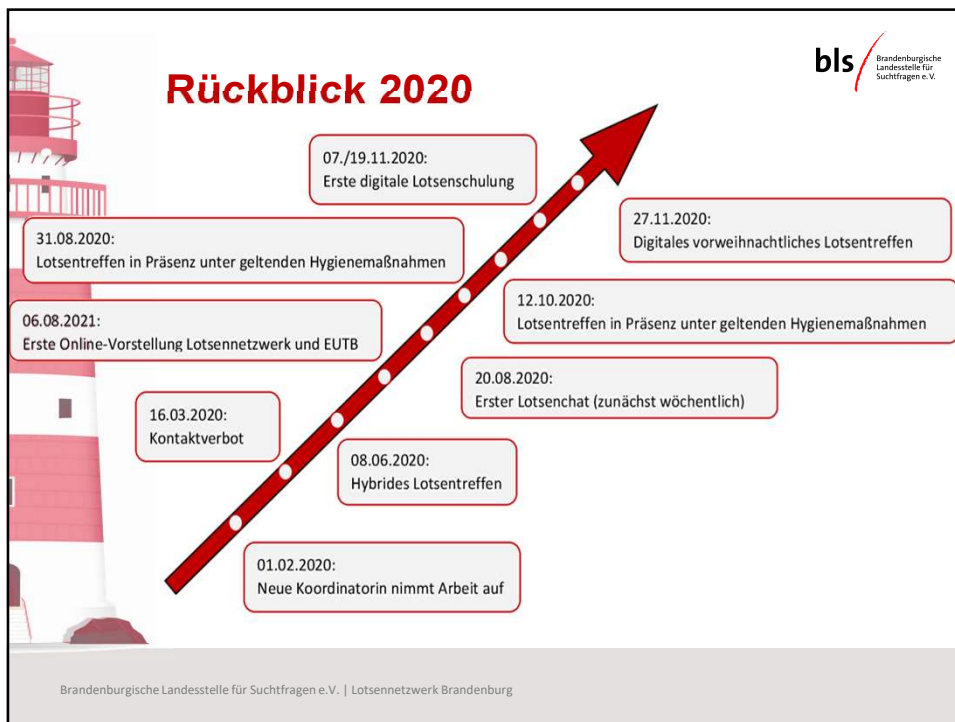 Rückblick 2020
bls
Brandenburgische
Landesstelle für
Suchtfragen e. V.
07./19.11.2020:
Erste digitale Lotsenschulung
27.11.2020:
Digitales vorweihnachtliches Lotsentreffen
31.08.2020:
Lotsentreffen in Präsenz unter geltenden Hygienemaßnahmen
12.10.2020:
Lotsentreffen in Präsenz unter geltenden Hygienemaßnahmen
06.08.2021:
Erste Online-Vorstellung Lotsennetzwerk und EUTB
20.08.2020:
Erster Lotsenchat (zunächst wöchentlich)
16.03.2020:
Kontaktverbot
08.06.2020:
Hybrides Lotsentreffen
01.02.2020:
Neue Koordinatorin nimmt Arbeit auf
Brandenburgische Landesstelle für Suchtfragen e.V. | Lotsennetzwerk Brandenburg